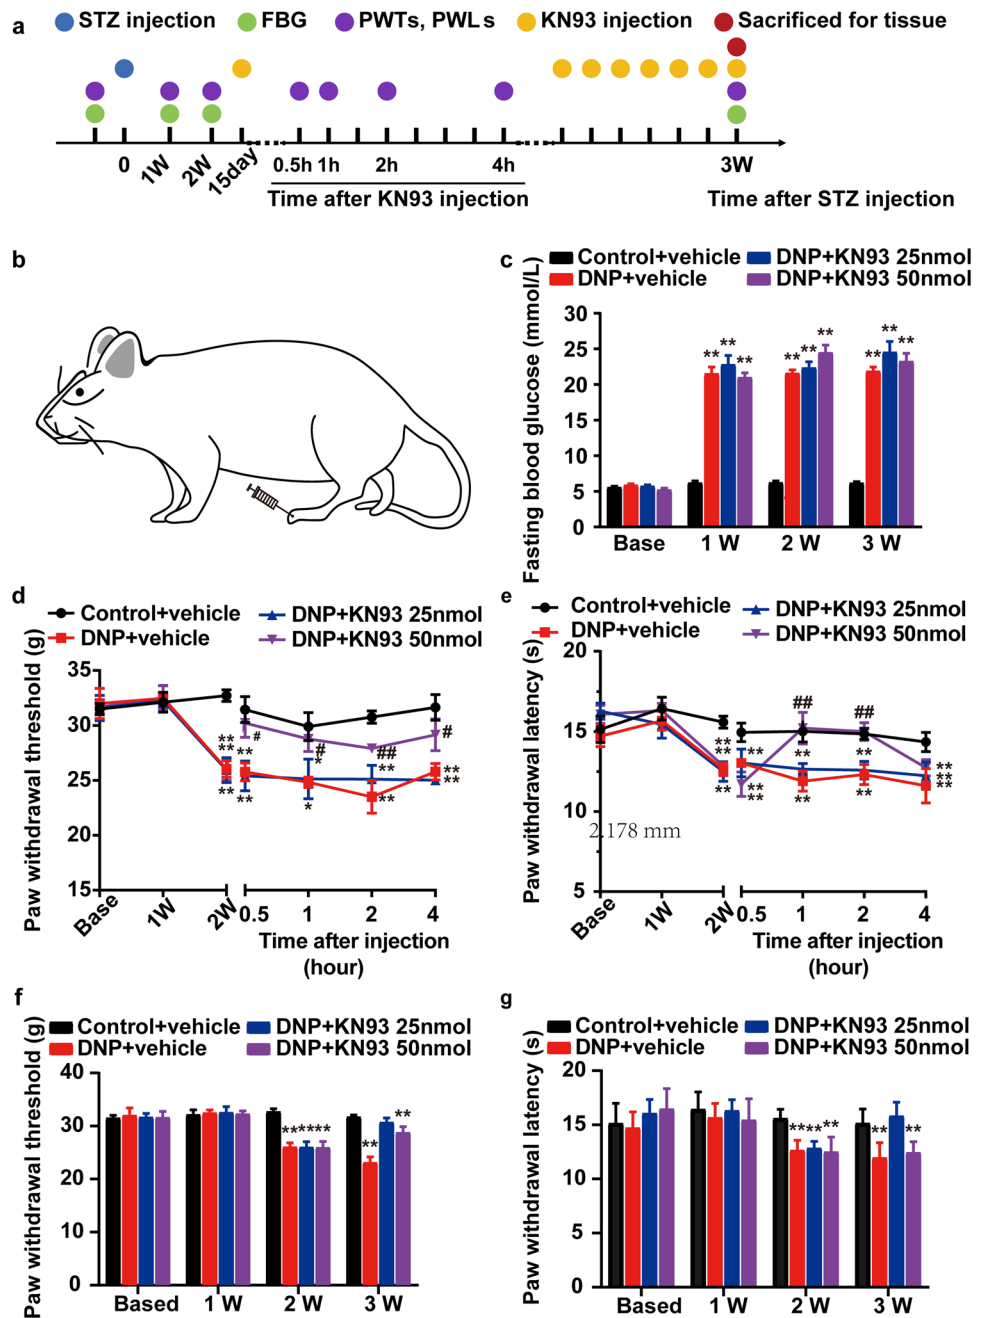 a
STZ injection FBG PWTs, PWLs KN93 injection Sacrificed for tissue
0 1W 2W 15day 0.5h 1h 2h 4h 3W
Time after KN93 injection Time after STZ injection
b
c
Control+vehicle DNP+KN93 25nmol
DNP+vehicle DNP+KN93 50nmol
Fasting blood glucose (mmol/L)
30
25
20
15
10
5
0
** ** **
** ** **
** ** **
Base 1 W 2 W 3 W
d
Control+vehicle DNP+KN93 25nmol
DNP+vehicle DNP+KN93 50nmol
Paw withdrawal threshold (g)
35
30
25
20
15
** ** ** ** **
# # * ## ** #
** * ** ** **
Base 1W 2W 0.5 1 2 4
Time after injection
(hour)
e
Control+vehicle DNP+KN93 25nmol
DNP+vehicle DNP+KN93 50nmol
Paw withdrawal latency (s)
20
15
10
5
## ##
** ** ** ** ** **
** ** ** ** ** ** ** **
2.178 mm
Base 1W 2W 0.5 1 2 4
Time after injection
(hour)
f
Control+vehicle DNP+KN93 25nmol
DNP+vehicle DNP+KN93 50nmol
Paw withdrawal threshold (g)
40
30
20
10
0
****** ** **
Based 1 W 2 W 3 W
g
Control+vehicle DNP+KN93 25nmol
DNP+vehicle DNP+KN93 50nmol
Paw withdrawal latency (s)
20
15
10
5
0
**** ** ** **
Based 1 W 2 W 3 W